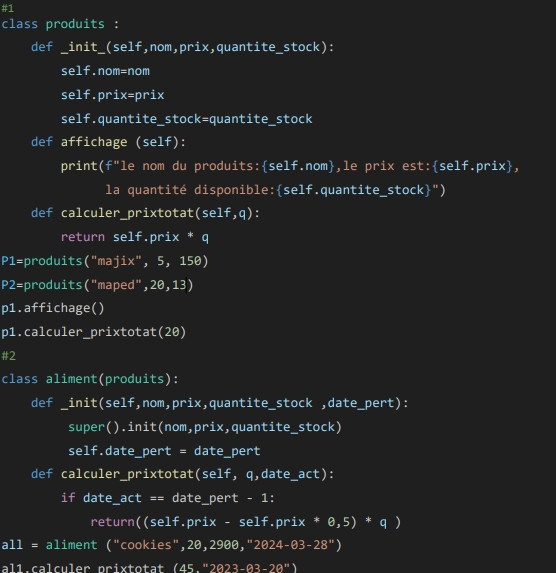 #1
class produits :
def _init_(self,nom,prix,quantite_stock):
self.nom=nom
self.prix=prix
self.quantite_stock=quantite_stock
def affichage (self):
print(f"le nom du produits:{self.nom},le prix est:{self.prix},
la quantité disponible:{self.quantite_stock}")
def calculer_prixtotat(self,q):
return self.prix * q
P1=produits("majix", 5, 150)
P2=produits("maped",20,13)
p1.affichage()
p1.calculer_prixtotat(20)
#2
class aliment(produits):
def _init(self,nom,prix,quantite_stock ,date_pert):
super().init(nom,prix,quantite_stock)
self.date_pert = date_pert
def calculer_prixtotat(self, q,date_act):
if date_act == date_pert - 1:
return((self.prix - self.prix * 0,5) * q )
all = aliment ("cookies",20,2900,"2024-03-28")
al1.calculer_prixtotat (45,"2023-03-20")